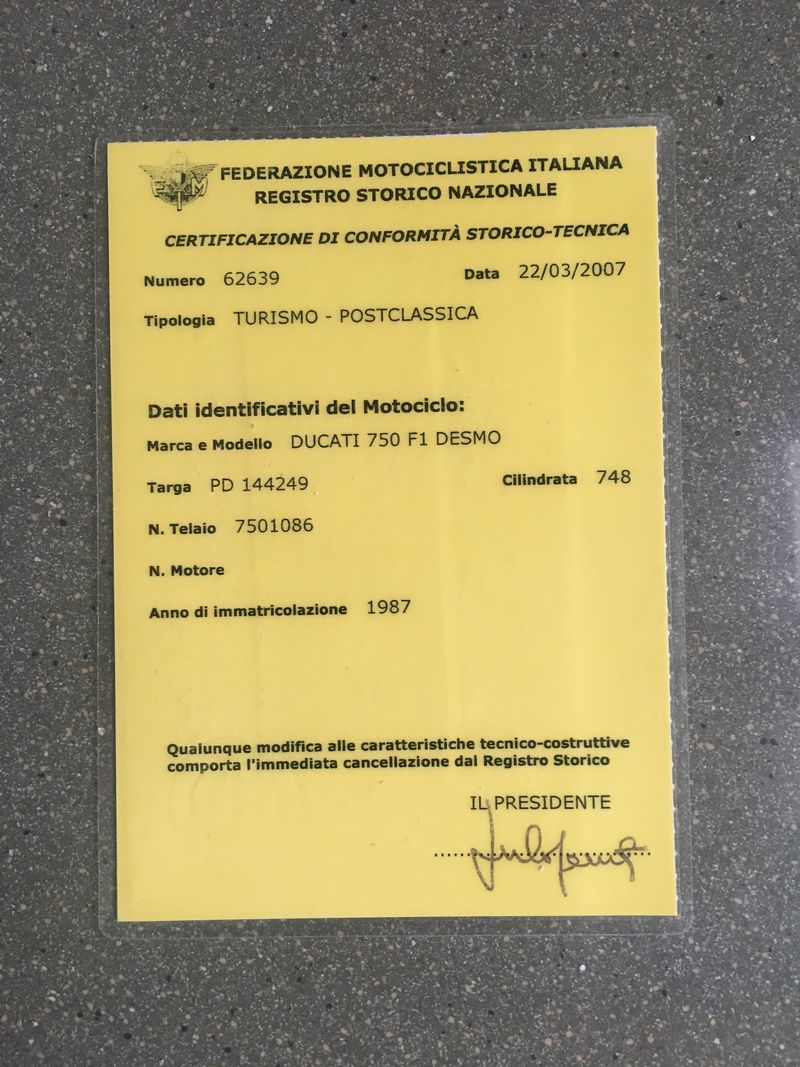 FMI
FEDERAZIONE MOTOCICLISTICA ITALIANA
REGISTRO STORICO NAZIONALE
CERTIFICAZIONE DI CONFORMITÀ STORICO-TECNICA
Numero 62639 Data 22/03/2007
Tipologia TURISMO - POSTCLASSICA
Dati identificativi del Motociclo:
Marca e Modello DUCATI 750 F1 DESMO
Targa PD 144249 Cilindrata 748
N. Telaio 7501086
N. Motore
Anno di immatricolazione 1987
Qualunque modifica alle caratteristiche tecnico-costruttive
comporta l'immediata cancellazione dal Registro Storico
IL PRESIDENTE